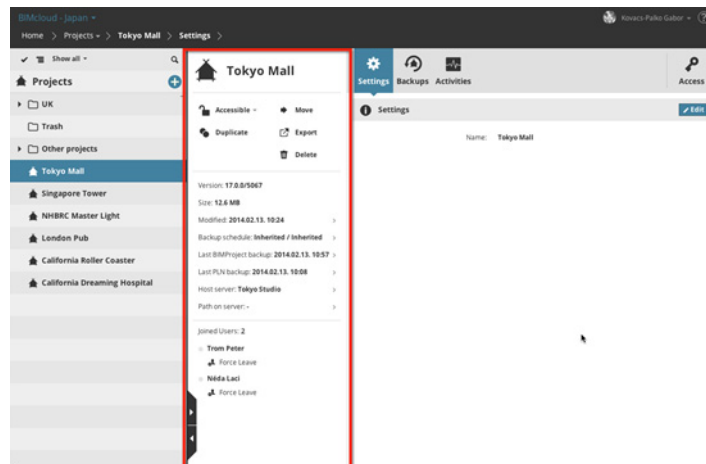 BIMcloud - Japan
Kovacs-Palko Gabor
Home > Projects > Tokyo Mall > Settings >
Show all
Projects
UK
Trash
Other projects
Tokyo Mall
Singapore Tower
NHBRC Master Light
London Pub
California Roller Coaster
California Dreaming Hospital
Tokyo Mall
Accessible
Move
Duplicate
Export
Delete
Version: 17.0.0/5067
Size: 12.6 MB
Modified: 2014.02.13. 10:24 >
Backup schedule: Inherited / Inherited >
Last BIMProject backup: 2014.02.13. 10:57 >
Last PLN backup: 2014.02.13. 10:08 >
Host server: Tokyo Studio >
Path on server: - >
Joined Users: 2
Trom Peter
Force Leave
Néda Laci
Force Leave
Settings
Backups
Activities
Access
Settings
Edit
Name: Tokyo Mall